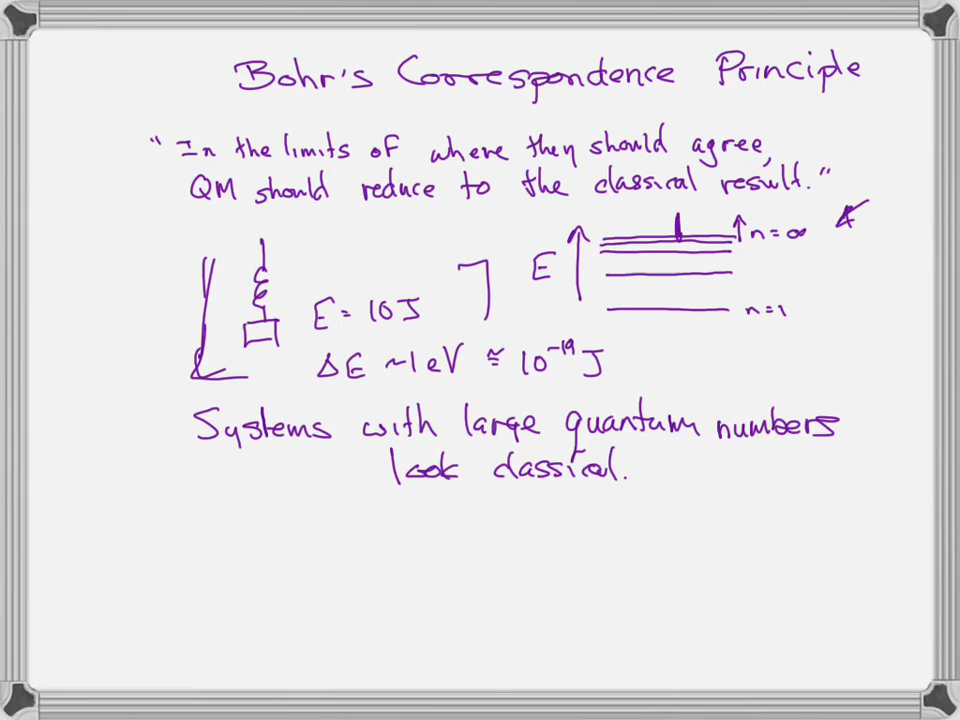 Bohr's Correspondence Principle
"In the limits of where they should agree,
QM should reduce to the classical result."
E
n=∞
n=1
E = 10J
ΔE ~1eV ≅ 10⁻¹⁹ J
Systems with large quantum numbers
look classical.